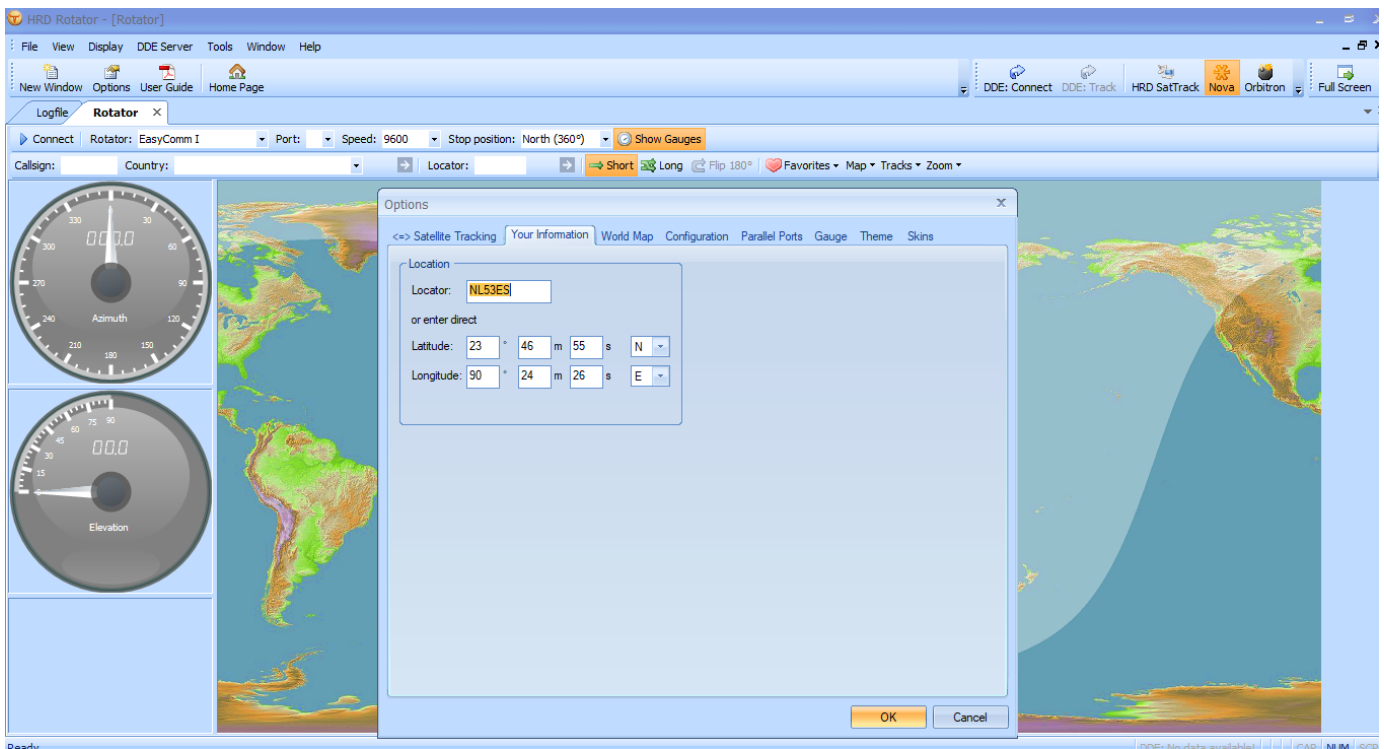 HRD Rotator - [Rotator]
File View Display DDE Server Tools Window Help
New Window Options User Guide Home Page DDE: Connect DDE: Track HRD SatTrack Nova Orbitron Full Screen
Logfile Rotator X
Connect Rotator: EasyComm I Port: Speed: 9600 Stop position: North (360°) Show Gauges
Callsign: Country: Locator: Short Long Flip 180° Favorites Map Tracks Zoom
330 30
000.0
300 60
270 90
Azimuth
240 120
210 150
180
75 90
60
45
00.0
30
15
0
Elevation
Options X
<=> Satellite Tracking Your Information World Map Configuration Parallel Ports Gauge Theme Skins
Location
Locator: NL53ES
or enter direct
Latitude: 23 ° 46 m 55 s N
Longitude: 90 ° 24 m 26 s E
OK Cancel
Ready DDE: No data available! CAP NUM SCR